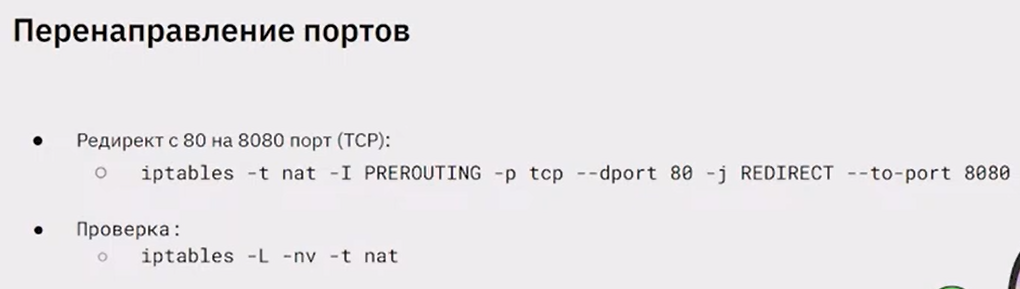 Перенаправление портов
● Редирект с 80 на 8080 порт (TCP):
○ iptables -t nat -I PREROUTING -p tcp --dport 80 -j REDIRECT --to-port 8080
● Проверка:
○ iptables -L -nv -t nat